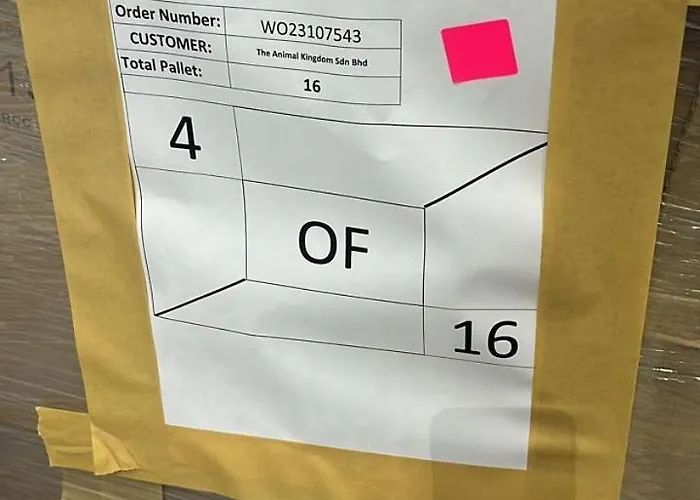 Order Number: WO23107543
CUSTOMER: The Animal Kingdom Sdn Bhd
Total Pallet: 16
4
OF
16